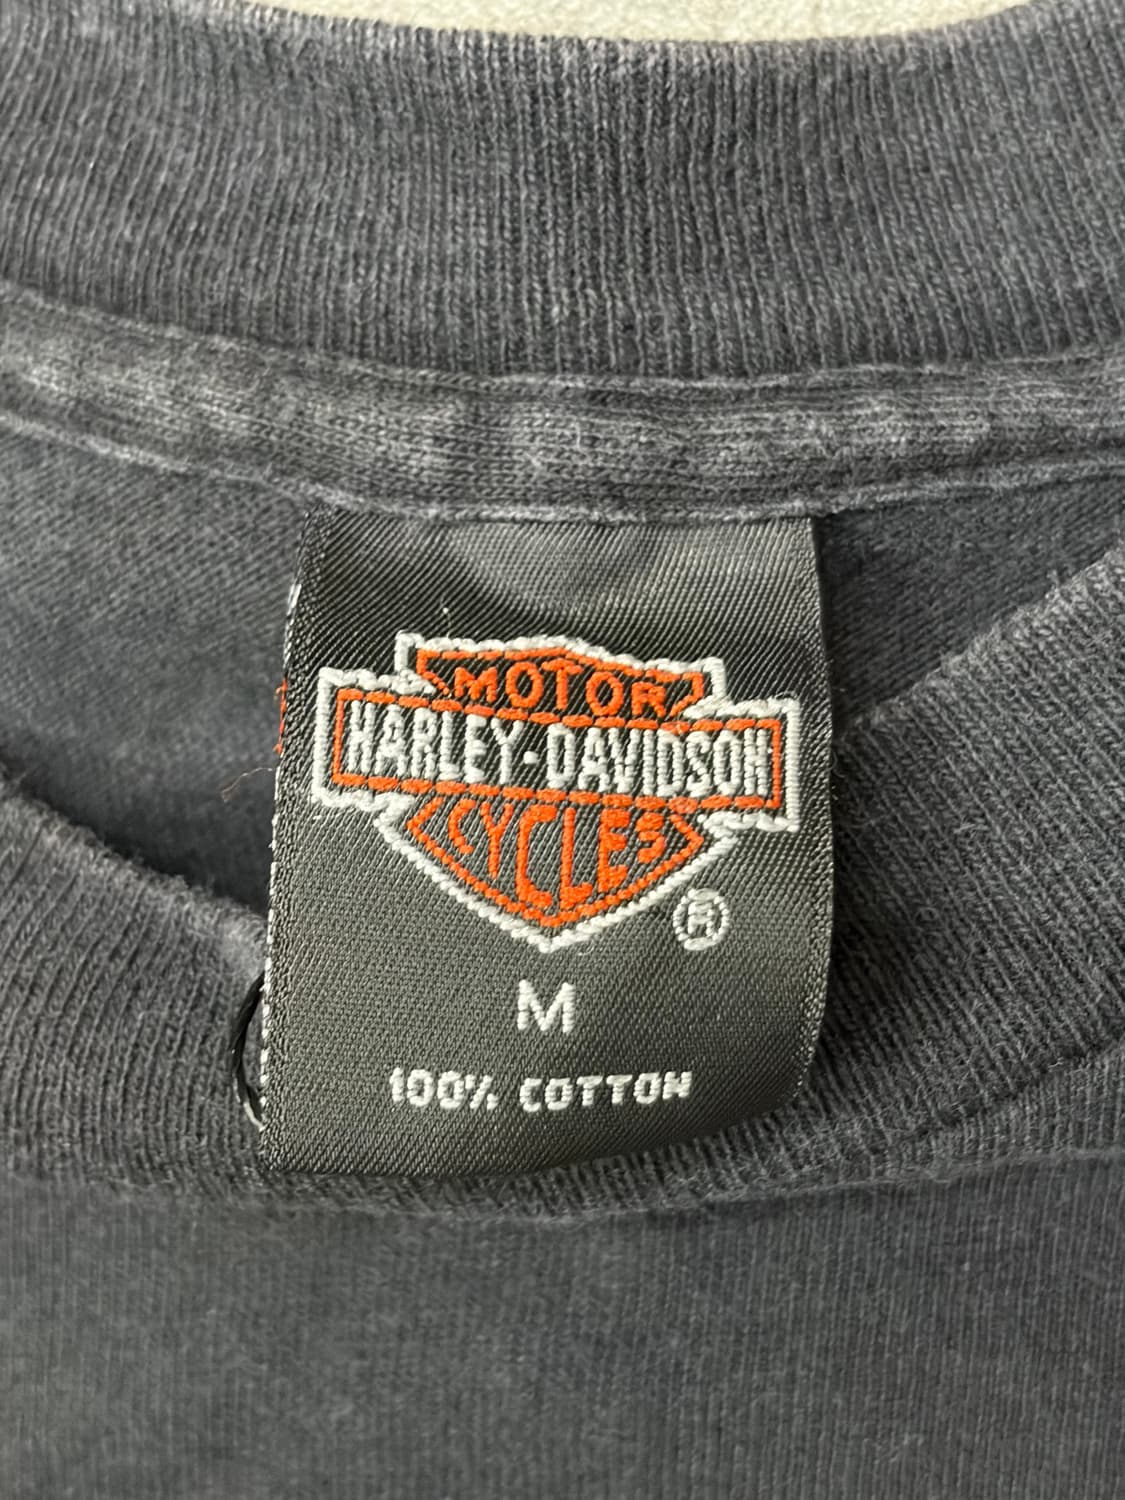 MOTOR
HARLEY-DAVIDSON
CYCLES
®
M
100% COTTON